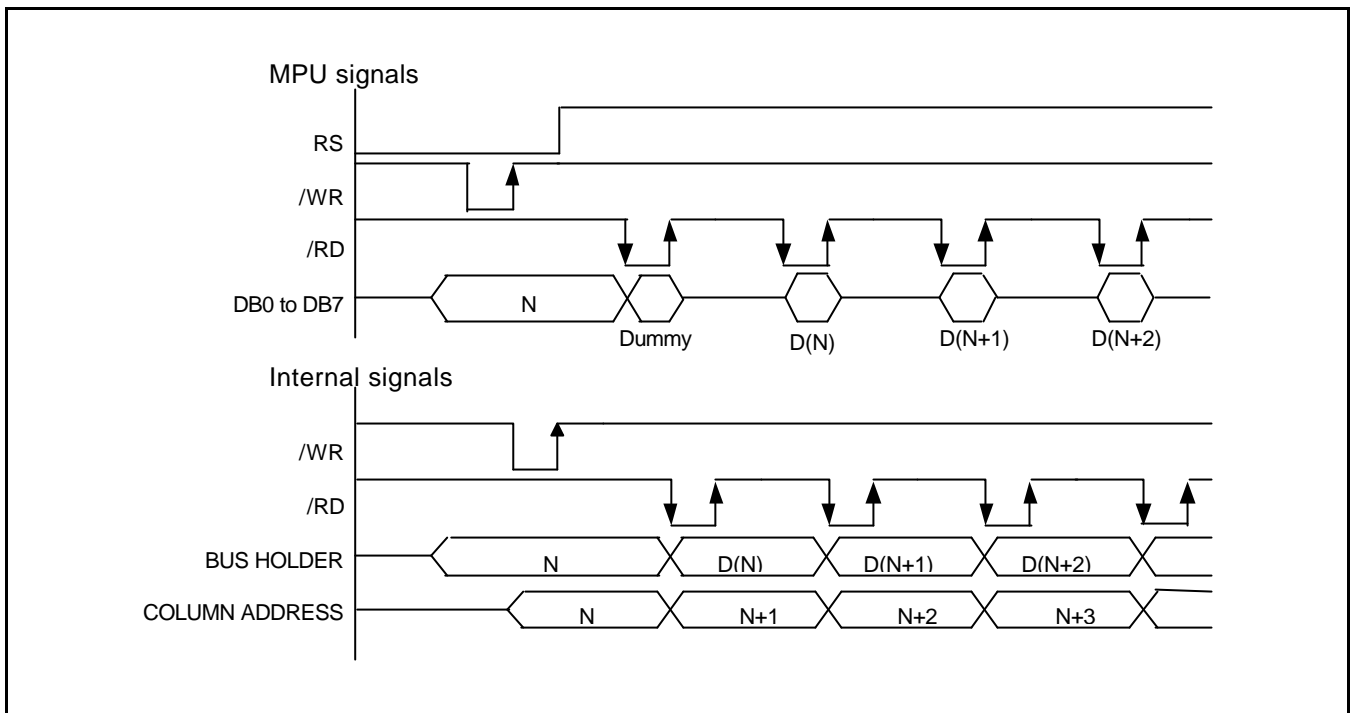 MPU signals
RS
/WR
/RD
DB0 to DB7
N
Dummy
D(N)
D(N+1)
D(N+2)
Internal signals
/WR
/RD
BUS HOLDER
N
D(N)
D(N+1)
D(N+2)
COLUMN ADDRESS
N
N+1
N+2
N+3